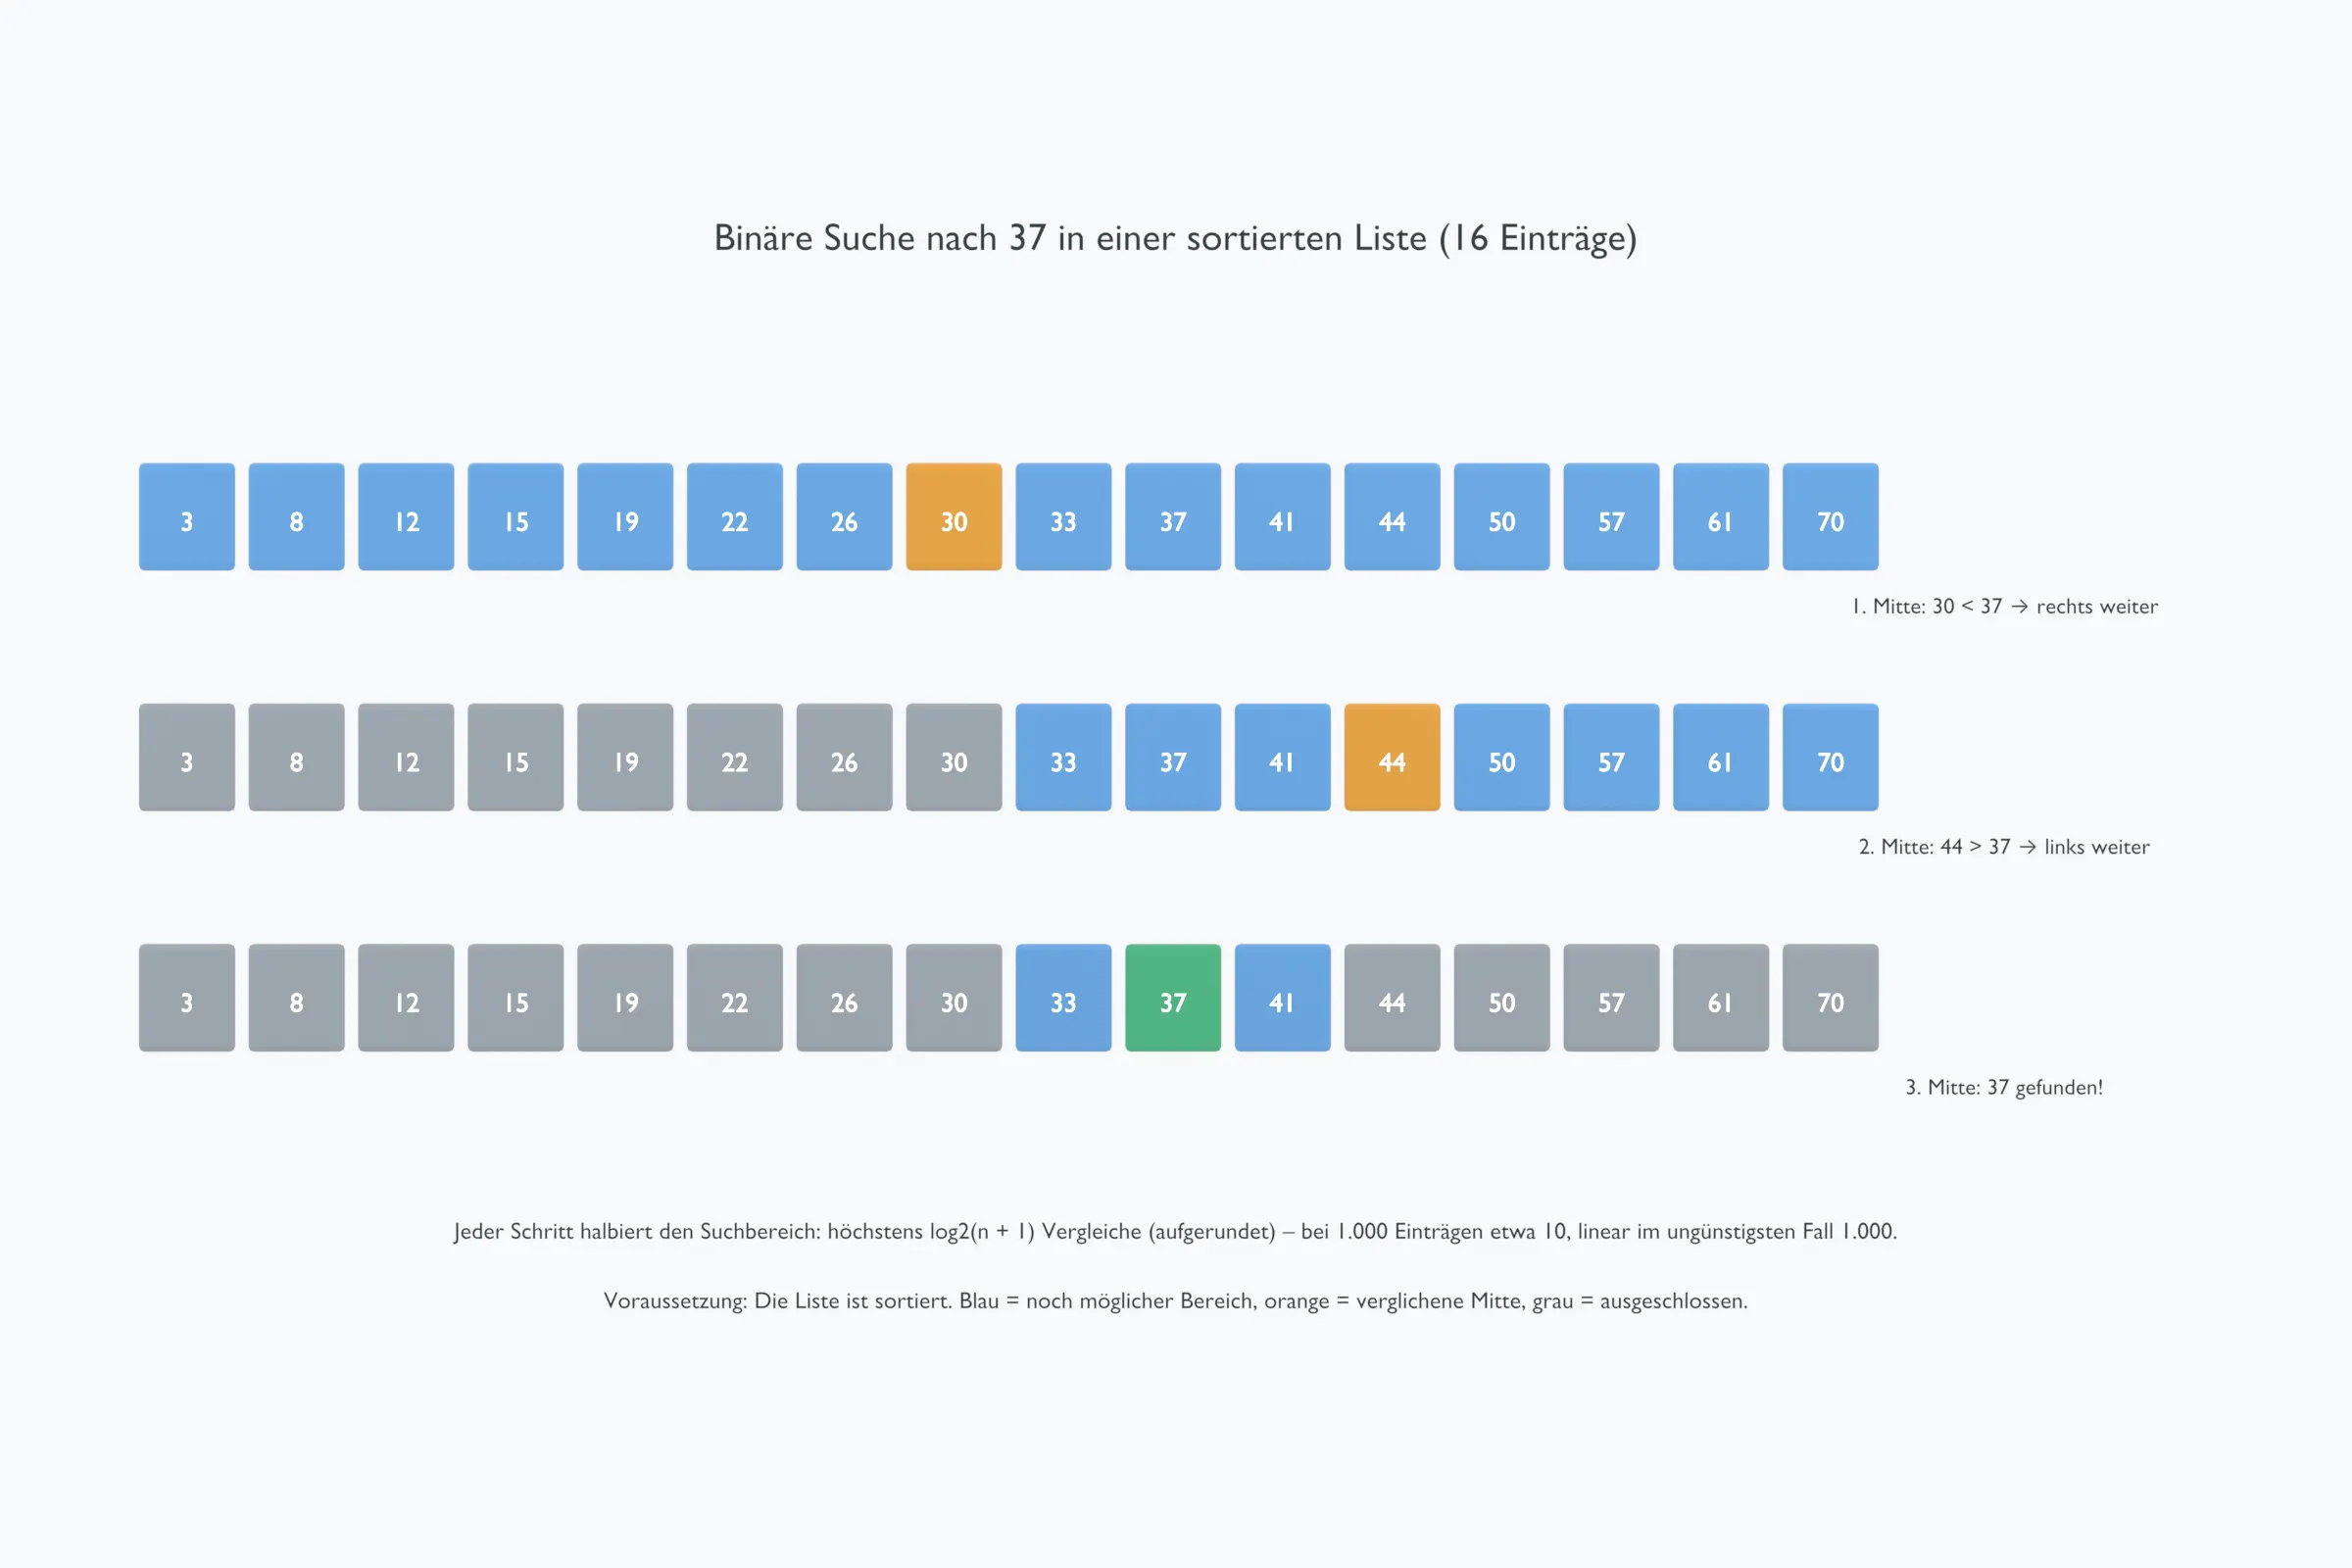 Binäre Suche nach 37 in einer sortierten Liste (16 Einträge)
3 8 12 15 19 22 26 30 33 37 41 44 50 57 61 70
1. Mitte: 30 < 37 → rechts weiter
3 8 12 15 19 22 26 30 33 37 41 44 50 57 61 70
2. Mitte: 44 > 37 → links weiter
3 8 12 15 19 22 26 30 33 37 41 44 50 57 61 70
3. Mitte: 37 gefunden!
Jeder Schritt halbiert den Suchbereich: höchstens log2(n + 1) Vergleiche (aufgerundet) – bei 1.000 Einträgen etwa 10, linear im ungünstigsten Fall 1.000.
Voraussetzung: Die Liste ist sortiert. Blau = noch möglicher Bereich, orange = verglichene Mitte, grau = ausgeschlossen.